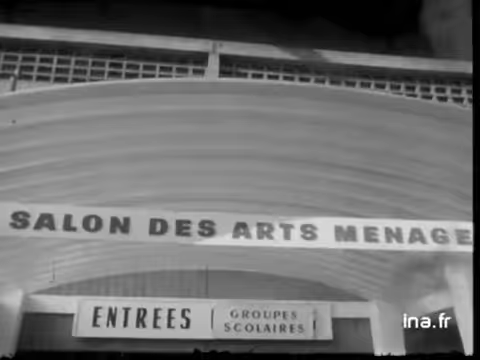 SALON DES ARTS MENAGE
ENTREES
GROUPES
SCOLAIRES
ina.fr